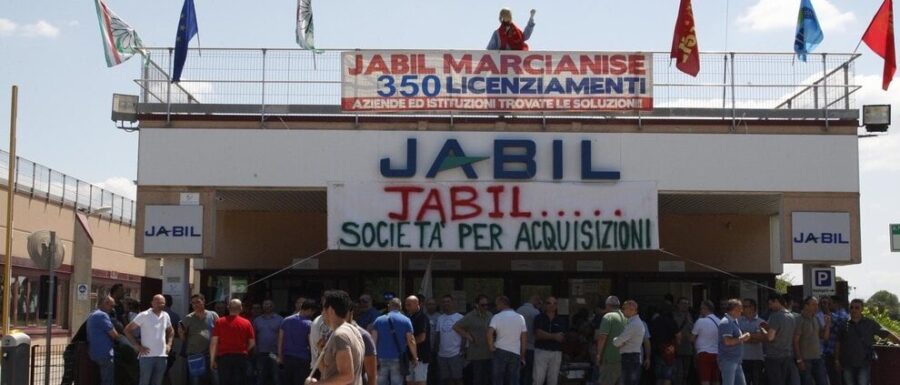 JABIL MARCIANISE
350 LICENZIAMENTI
AZIENDE ED ISTITUZIONI TROVATE LE SOLUZIONI!
JABIL
JABIL.....
SOCIETA' PER ACQUISIZIONI
JABIL
JABIL
P